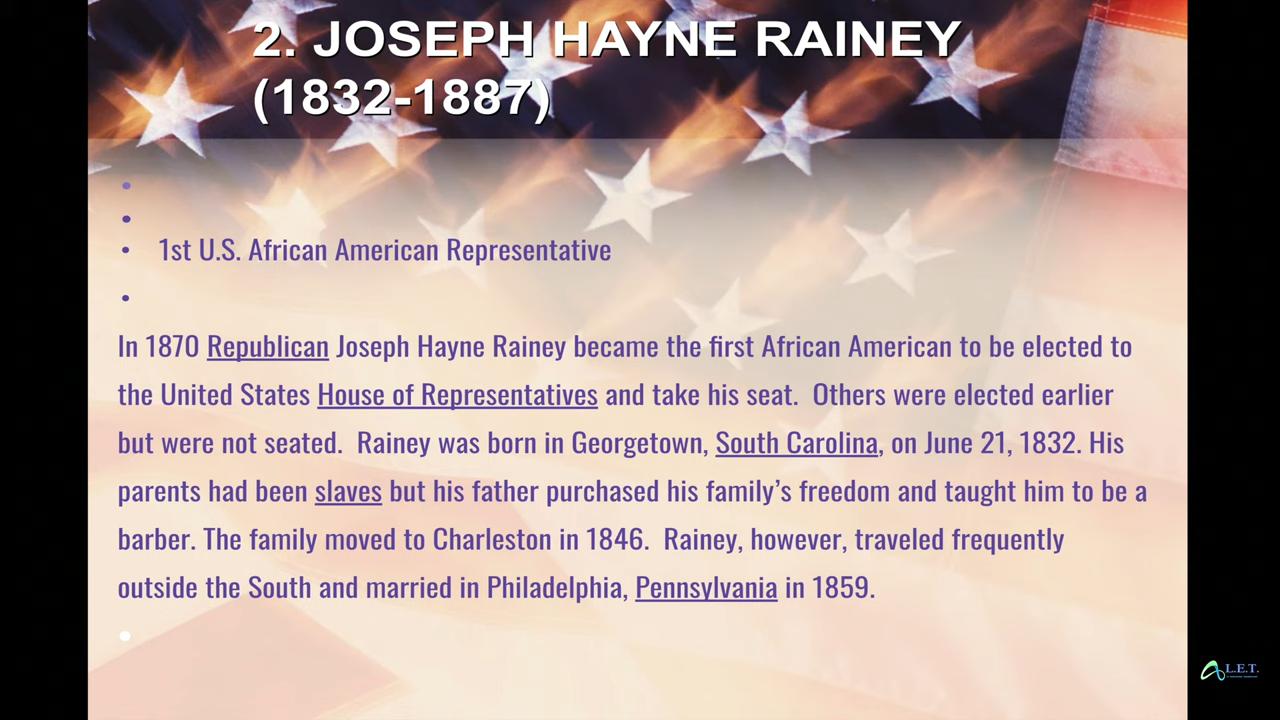 2. JOSEPH HAYNE RAINEY
(1832-1887)
1st U.S. African American Representative
In 1870 Republican Joseph Hayne Rainey became the first African American to be elected to
the United States House of Representatives and take his seat.  Others were elected earlier
but were not seated.  Rainey was born in Georgetown, South Carolina, on June 21, 1832. His
parents had been slaves but his father purchased his family’s freedom and taught him to be a
barber. The family moved to Charleston in 1846.  Rainey, however, traveled frequently
outside the South and married in Philadelphia, Pennsylvania in 1859.
L.E.T.